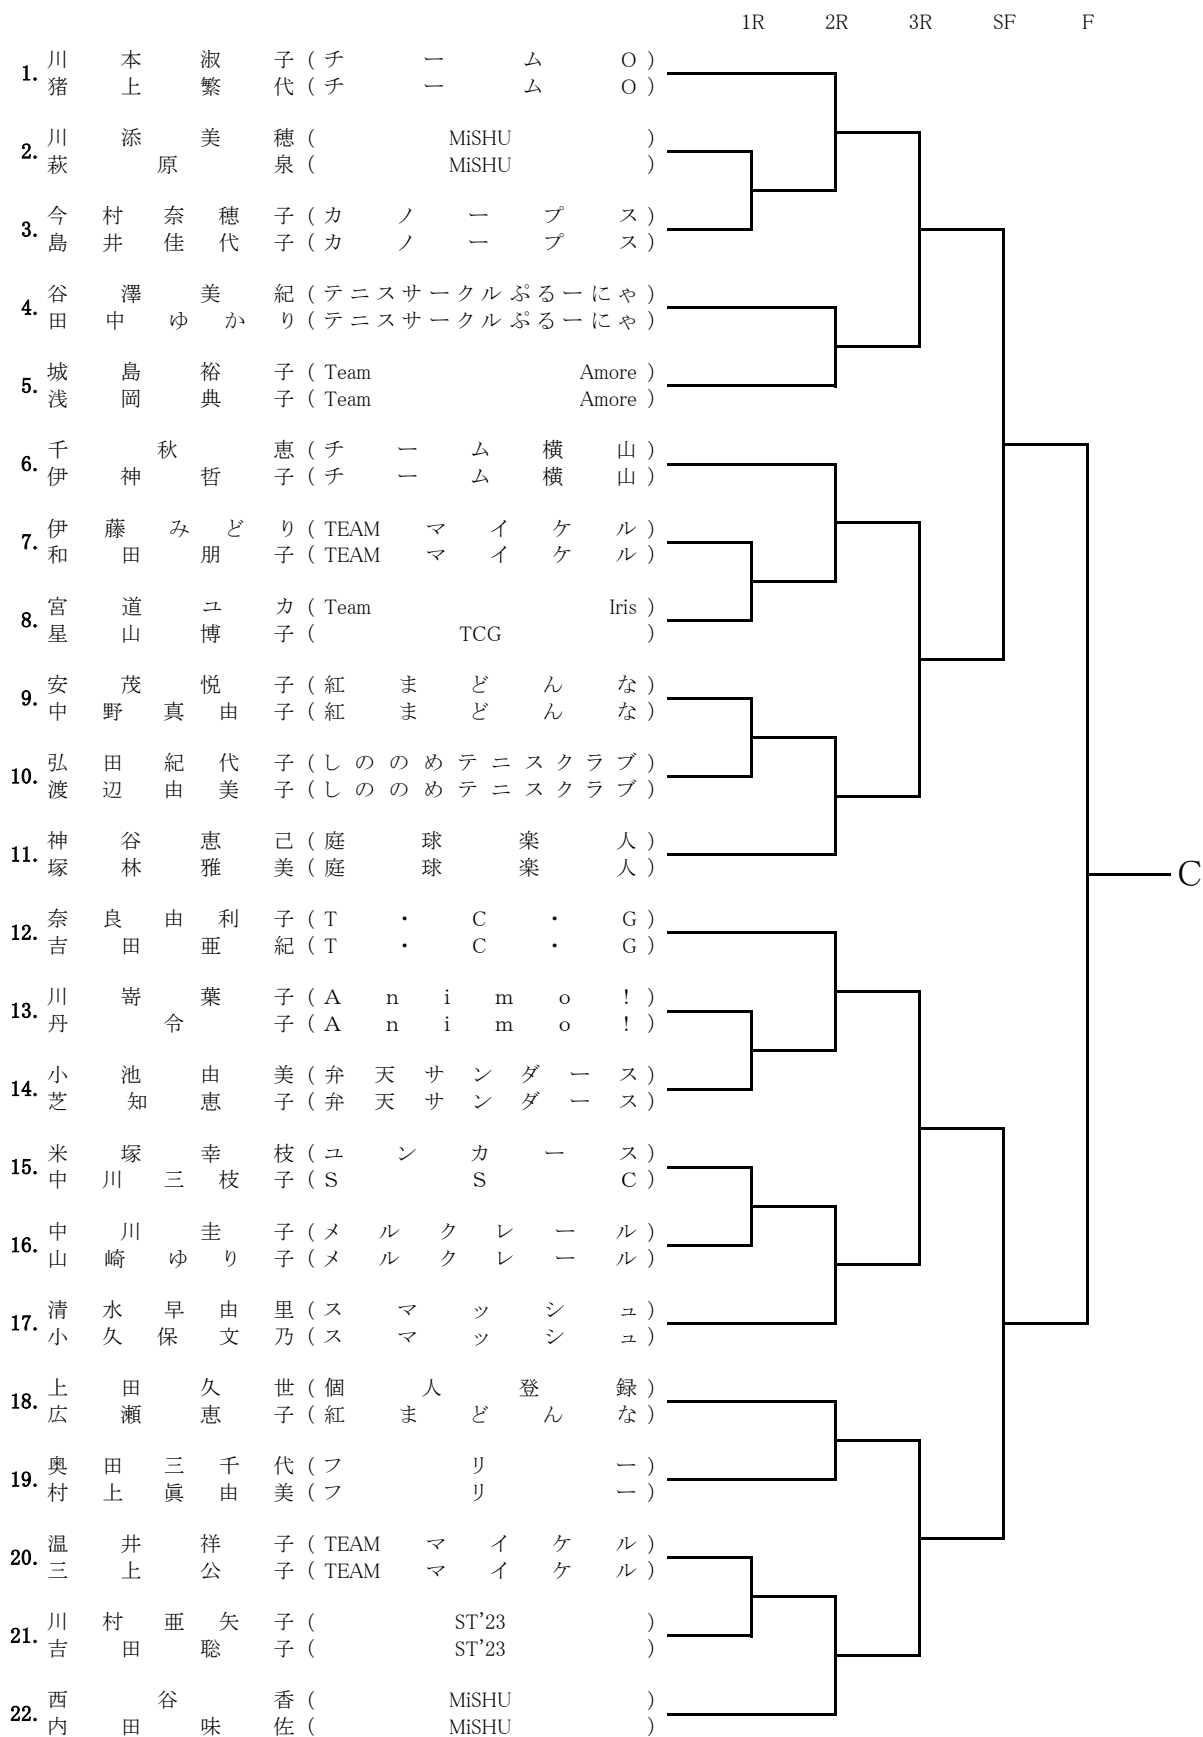 1R 2R 3R SF F
1. 川本淑子(チームO)
猪上繁代(チームO)
2. 川添美穂(MiSHU)
萩原泉(MiSHU)
3. 今村奈穂子(カノープス)
島井佳代子(カノープス)
4. 谷澤美紀(テニスサークルぷるーにゃ)
田中ゆかり(テニスサークルぷるーにゃ)
5. 城島裕子(Team Amore)
浅岡典子(Team Amore)
6. 千秋恵(チーム横山)
伊神哲子(チーム横山)
7. 伊藤みどり(TEAMマイケル)
和田朋子(TEAMマイケル)
8. 宮道ユカ(Team Iris)
星山博子(TCG)
9. 安茂悦子(紅まどんな)
中野真由子(紅まどんな)
10. 弘田紀代子(しののめテニスクラブ)
渡辺由美子(しののめテニスクラブ)
11. 神谷恵己(庭球楽人)
塚林雅美(庭球楽人)
C
12. 奈良由利子(T・C・G)
吉田亜紀(T・C・G)
13. 川嵜葉子(Animo!)
丹令子(Animo!)
14. 小池由美(弁天サンダース)
芝知恵子(弁天サンダース)
15. 米塚幸枝(ユンカース)
中川三枝子(SSC)
16. 中川圭子(メルクレール)
山崎ゆり子(メルクレール)
17. 清水早由里(スマッシュ)
小久保文乃(スマッシュ)
18. 上田久世(個人登録)
広瀬恵子(紅まどんな)
19. 奥田三千代(フリー)
村上眞由美(フリー)
20. 温井祥子(TEAMマイケル)
三上公子(TEAMマイケル)
21. 川村亜矢子(ST’23)
吉田聡子(ST’23)
22. 西谷香(MiSHU)
内田味佐(MiSHU)